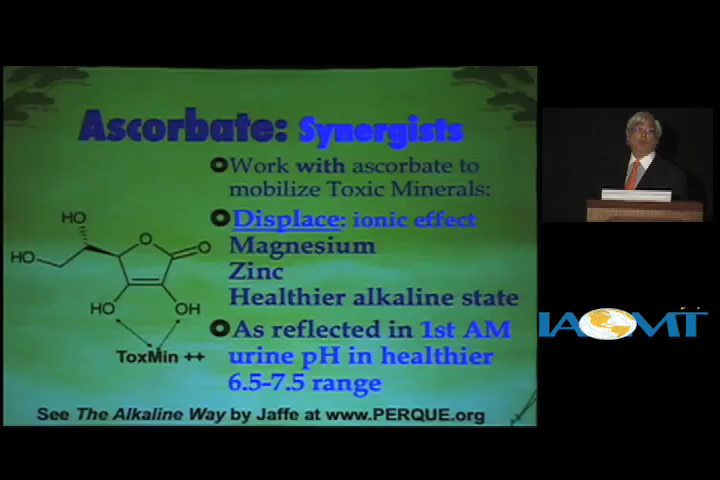 Ascorbate: Synergists
Work with ascorbate to
mobilize Toxic Minerals:
Displace: ionic effect
Magnesium
Zinc
Healthier alkaline state
As reflected in 1st AM
urine pH in healthier
6.5-7.5 range
HO
O
O
HO
HO
OH
ToxMin ++
See The Alkaline Way by Jaffe at www.PERQUE.org
IAOMT